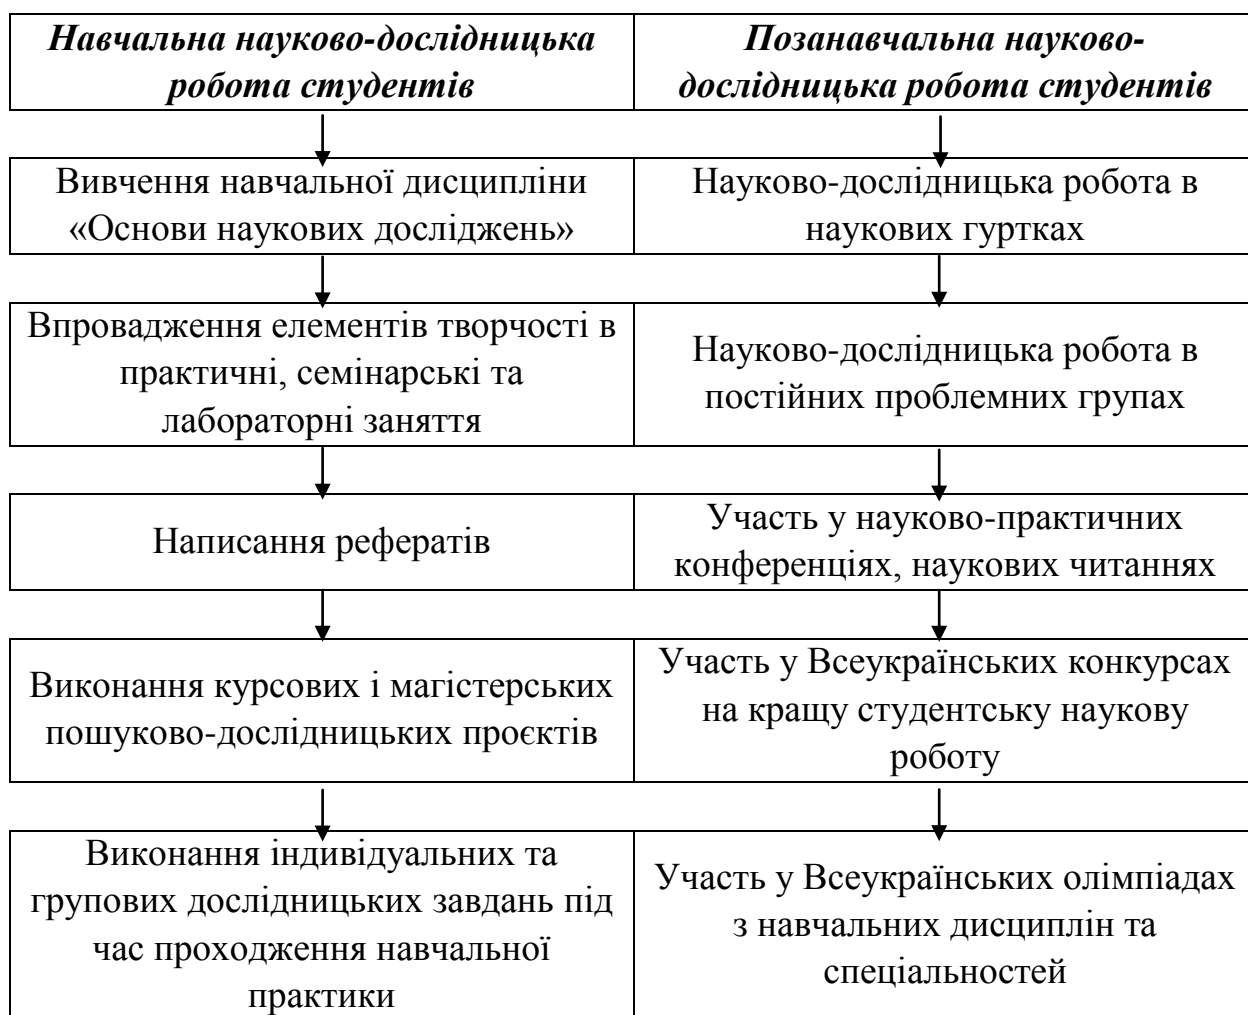 Навчальна науково-дослідницька
робота студентів
Позанавчальна науково-
дослідницька робота студентів
Вивчення навчальної дисципліни
«Основи наукових досліджень»
Науково-дослідницька робота в
наукових гуртках
Впровадження елементів творчості в
практичні, семінарські та
лабораторні заняття
Науково-дослідницька робота в
постійних проблемних групах
Написання рефератів
Участь у науково-практичних
конференціях, наукових читаннях
Виконання курсових і магістерських
пошуково-дослідницьких проєктів
Участь у Всеукраїнських конкурсах
на кращу студентську наукову
роботу
Виконання індивідуальних та
групових дослідницьких завдань під
час проходження навчальної
практики
Участь у Всеукраїнських олімпіадах
з навчальних дисциплін та
спеціальностей